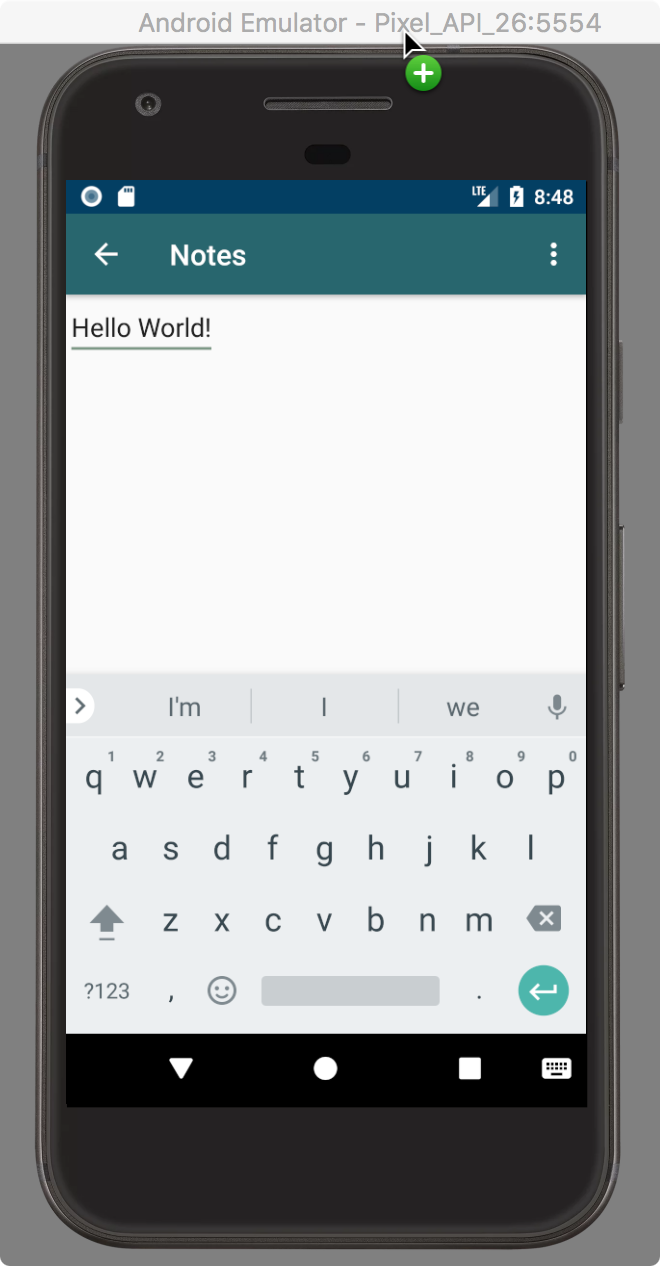 Android Emulator - Pixel_API_26:5554
LTE 8:48
Notes
Hello World!
I'm I we
1 2 3 4 5 6 7 8 9 0
q w e r t y u i o p
a s d f g h j k l
z x c v b n m
?123 , .